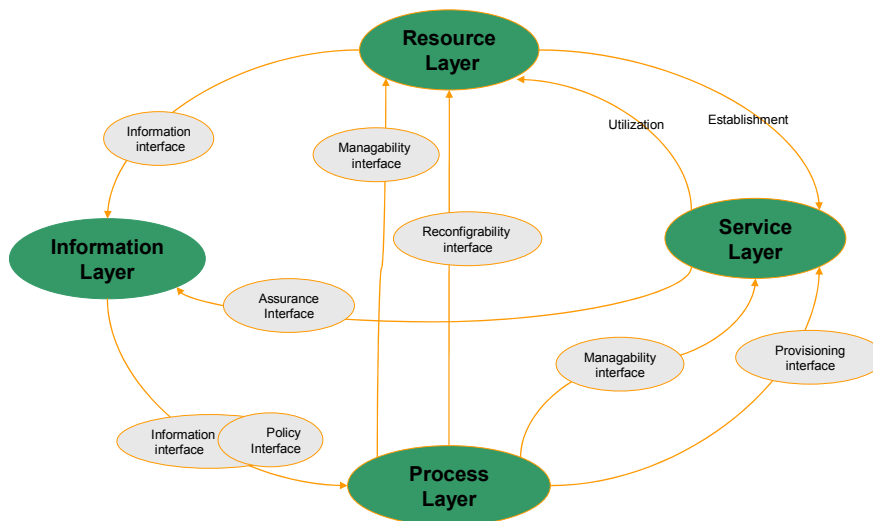 Resource
Layer
Utilization
Establishment
Information
interface
Managability
interface
Information
Layer
Reconfigrability
interface
Service
Layer
Assurance
Interface
Managability
interface
Provisioning
interface
Information
interface
Policy
Interface
Process
Layer